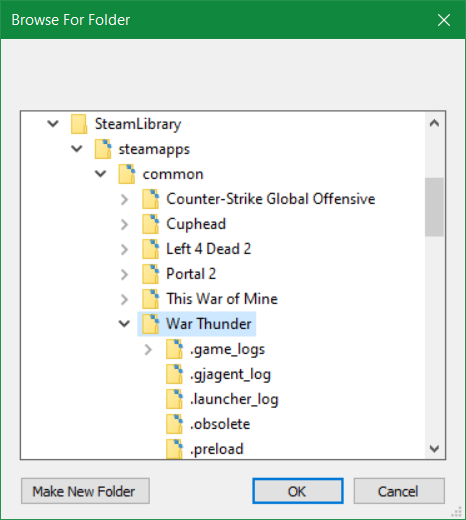 Browse For Folder
SteamLibrary
steamapps
common
Counter-Strike Global Offensive
Cuphead
Left 4 Dead 2
Portal 2
This War of Mine
War Thunder
.game_logs
.gjagent_log
.launcher_log
.obsolete
.preload
Make New Folder
OK
Cancel